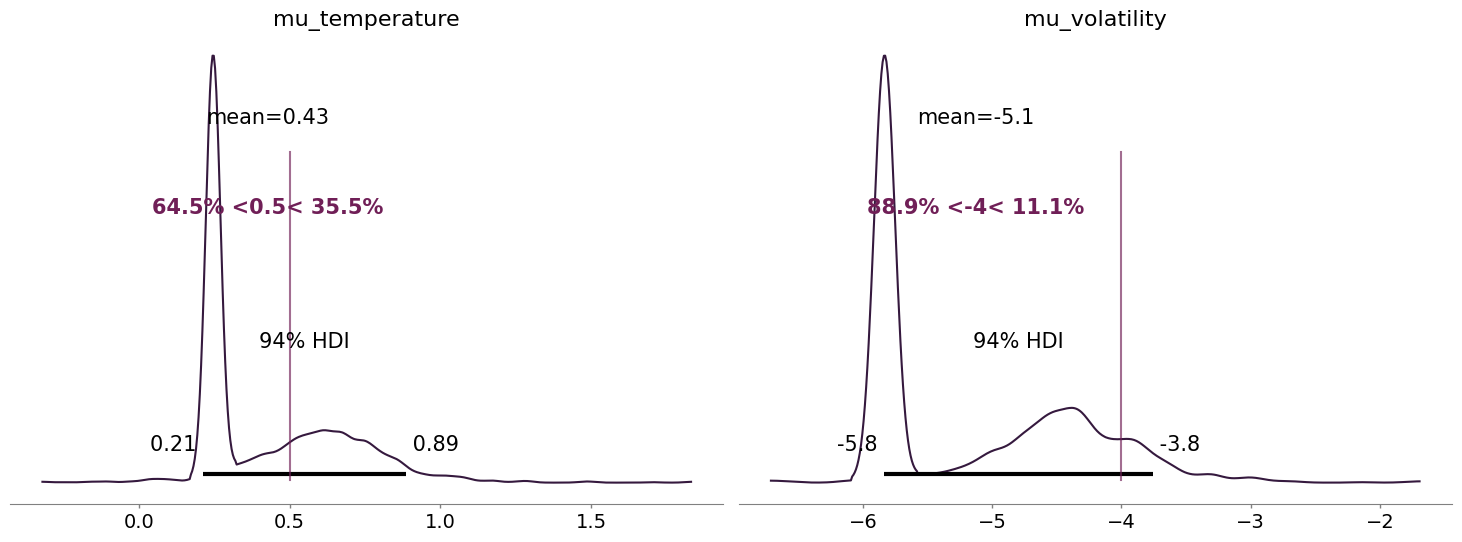 mu_temperature
mean=0.43
64.5% <0.5< 35.5%
94% HDI
0.21 0.89
0.0 0.5 1.0 1.5
mu_volatility
mean=-5.1
88.9% <-4< 11.1%
94% HDI
-5.8 -3.8
−6 −5 −4 −3 −2